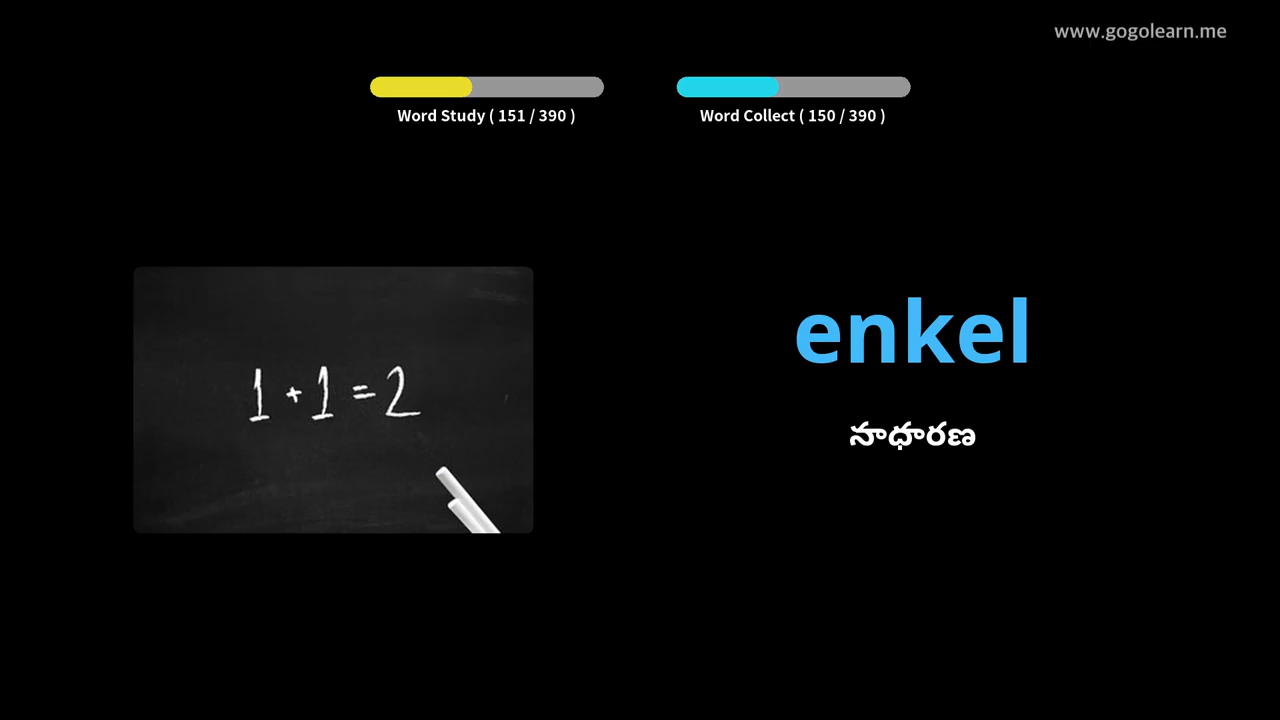 www.gogolearn.me
Word Study ( 151 / 390 )
Word Collect ( 150 / 390 )
1 + 1 = 2
enkel
సాధారణ